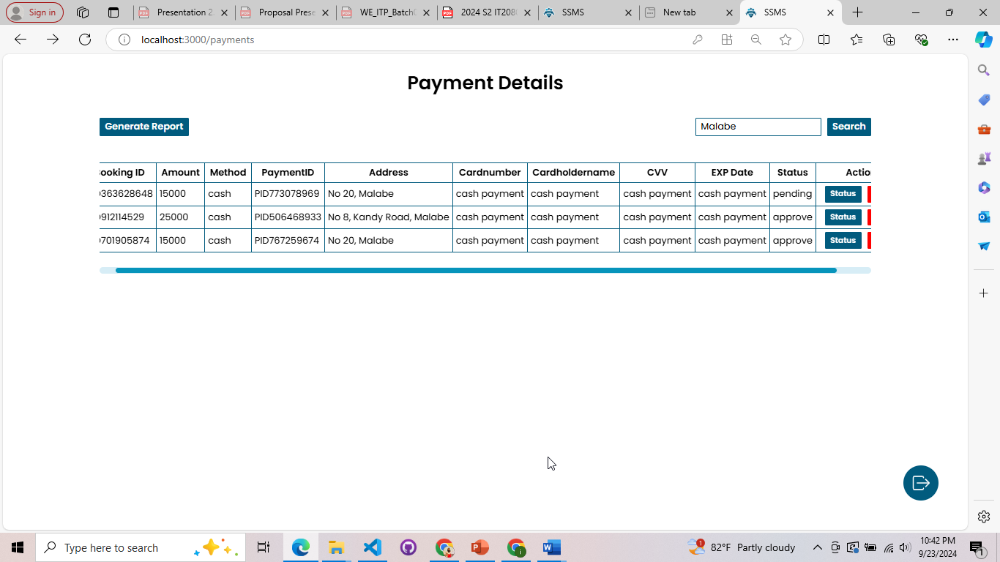 Sign in
Presentation 2
Proposal Prese
WE_ITP_Batch
2024 S2 IT208
SSMS
New tab
SSMS
localhost:3000/payments
Payment Details
Generate Report
Malabe
Search
ooking ID Amount Method PaymentID Address Cardnumber Cardholdername CVV EXP Date Status Action
363628648 15000 cash PID773078969 No 20, Malabe cash payment cash payment cash payment cash payment pending Status
912114529 25000 cash PID506468933 No 8, Kandy Road, Malabe cash payment cash payment cash payment cash payment approve Status
701905874 15000 cash PID767259674 No 20, Malabe cash payment cash payment cash payment cash payment approve Status
Type here to search
1
82°F Partly cloudy
10:42 PM
9/23/2024
1